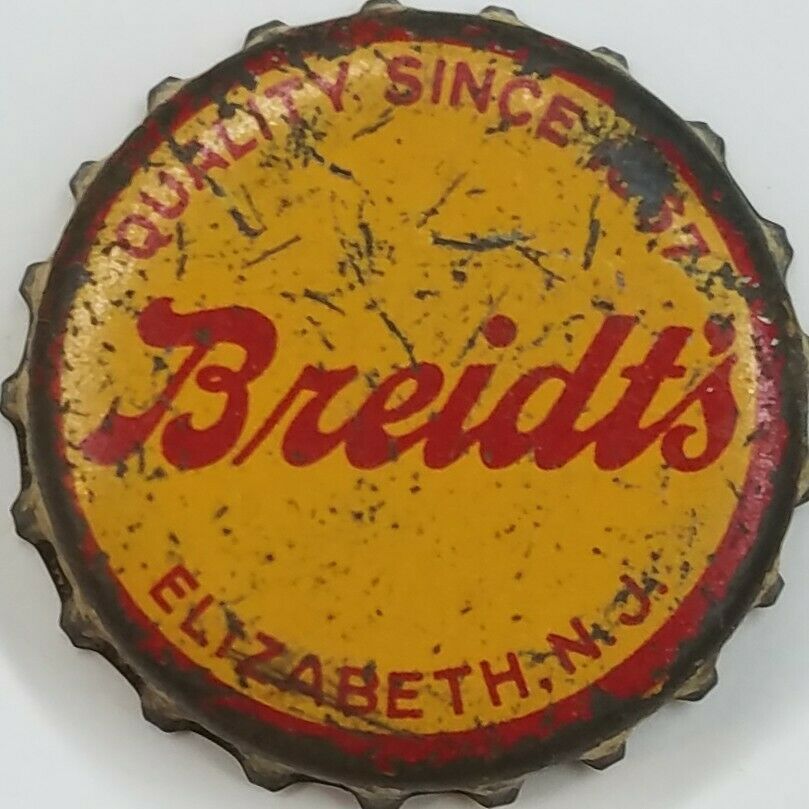 QUALITY SINCE
Breidt's
ELIZABETH, N.J.